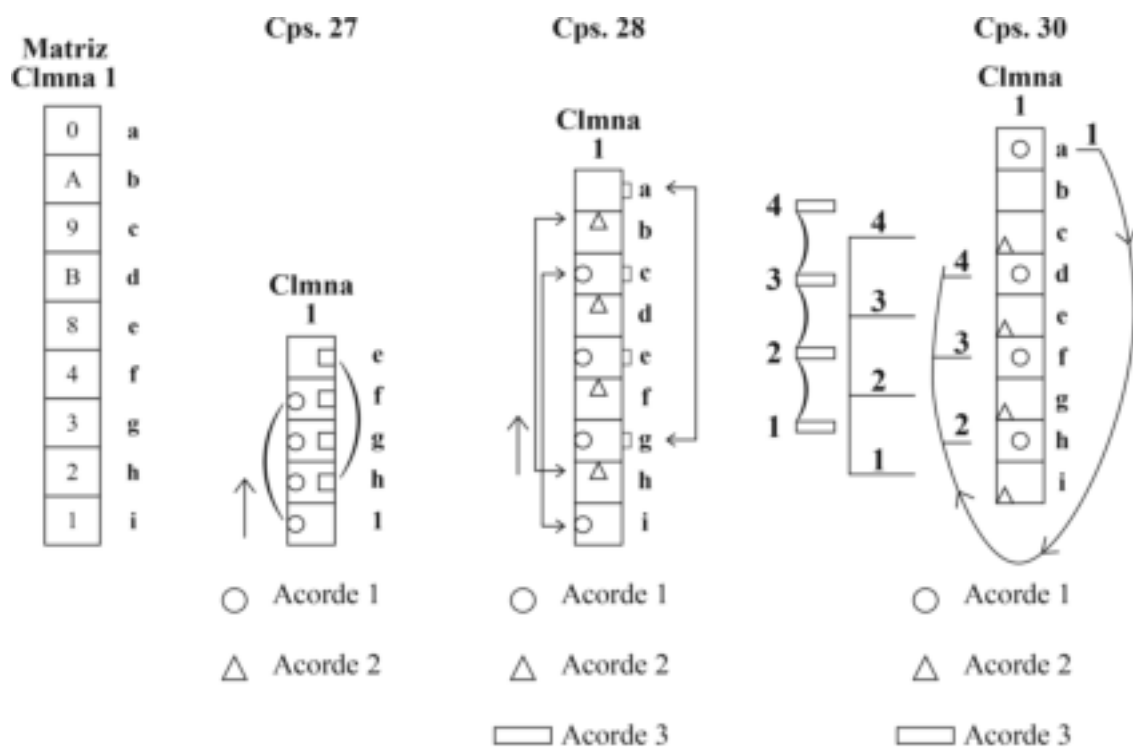 Cps. 27
Cps. 28
Cps. 30
Matriz
Clmna 1
0 a
A b
9 c
B d
8 e
4 f
3 g
2 h
1 i
Clmna
1
e
f
g
h
l
Acorde 1
Acorde 2
Clmna
1
a
b
c
d
e
f
g
h
i
Acorde 1
Acorde 2
Acorde 3
4
3
2
1
4
3
2
1
4
3
2
Clmna
1
a 1
b
c
d
e
f
g
h
i
Acorde 1
Acorde 2
Acorde 3